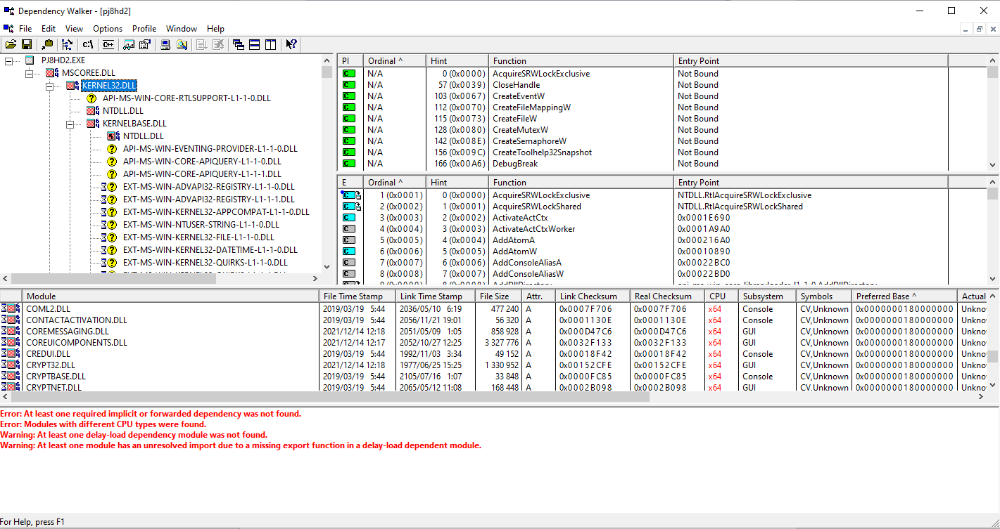 Dependency Walker - [pj8hd2]
File Edit View Options Profile Window Help
c:\ C++
PJ8HD2.EXE
MSCOREE.DLL
KERNEL32.DLL
API-MS-WIN-CORE-RTLSUPPORT-L1-1-0.DLL
NTDLL.DLL
KERNELBASE.DLL
NTDLL.DLL
API-MS-WIN-EVENTING-PROVIDER-L1-1-0.DLL
API-MS-WIN-CORE-APIQUERY-L1-1-0.DLL
API-MS-WIN-CORE-APIQUERY-L1-1-1.DLL
EXT-MS-WIN-ADVAPI32-REGISTRY-L1-1-0.DLL
EXT-MS-WIN-ADVAPI32-REGISTRY-L1-1-1.DLL
EXT-MS-WIN-KERNEL32-APPCOMPAT-L1-1-0.DLL
EXT-MS-WIN-NTUSER-STRING-L1-1-0.DLL
EXT-MS-WIN-KERNEL32-FILE-L1-1-0.DLL
EXT-MS-WIN-KERNEL32-DATETIME-L1-1-0.DLL
EXT-MS-WIN-KERNEL32-QUIRKS-L1-1-0.DLL
PI Ordinal ^ Hint Function Entry Point
C N/A 0 (0x0000) AcquireSRWLockExclusive Not Bound
C N/A 57 (0x0039) CloseHandle Not Bound
C N/A 103 (0x0067) CreateEventW Not Bound
C N/A 112 (0x0070) CreateFileMappingW Not Bound
C N/A 115 (0x0073) CreateFileW Not Bound
C N/A 128 (0x0080) CreateMutexW Not Bound
C N/A 142 (0x008E) CreateSemaphoreW Not Bound
C N/A 156 (0x009C) CreateToolhelp32Snapshot Not Bound
C N/A 166 (0x00A6) DebugBreak Not Bound
E Ordinal ^ Hint Function Entry Point
C 1 (0x0001) 0 (0x0000) AcquireSRWLockExclusive NTDLL.RtlAcquireSRWLockExclusive
C 2 (0x0002) 1 (0x0001) AcquireSRWLockShared NTDLL.RtlAcquireSRWLockShared
C 3 (0x0003) 2 (0x0002) ActivateActCtx 0x0001E690
C 4 (0x0004) 3 (0x0003) ActivateActCtxWorker 0x0001A9A0
C 5 (0x0005) 4 (0x0004) AddAtomA 0x000216A0
C 6 (0x0006) 5 (0x0005) AddAtomW 0x00010890
C 7 (0x0007) 6 (0x0006) AddConsoleAliasA 0x00022BC0
C 8 (0x0008) 7 (0x0007) AddConsoleAliasW 0x00022BD0
Module File Time Stamp Link Time Stamp File Size Attr. Link Checksum Real Checksum CPU Subsystem Symbols Preferred Base ^ Actual
COML2.DLL 2019/03/19 5:44 2036/05/10 6:19 477 240 A 0x0007F706 0x0007F706 x64 Console CV,Unknown 0x0000000180000000 Unkno
CONTACTACTIVATION.DLL 2019/03/19 5:44 2056/11/21 19:01 56 320 A 0x0001130E 0x0001130E x64 Console CV,Unknown 0x0000000180000000 Unkno
COREMESSAGING.DLL 2021/12/14 12:18 2051/05/09 1:05 858 928 A 0x000D47C6 0x000D47C6 x64 GUI CV,Unknown 0x0000000180000000 Unkno
COREUICOMPONENTS.DLL 2021/12/14 12:17 2052/10/27 12:25 3 327 776 A 0x0032F133 0x0032F133 x64 GUI CV,Unknown 0x0000000180000000 Unkno
CREDUI.DLL 2019/03/19 5:44 1992/11/03 3:34 49 152 A 0x00018F42 0x00018F42 x64 Console CV,Unknown 0x0000000180000000 Unkno
CRYPT32.DLL 2021/12/14 12:18 1977/06/25 15:25 1 330 952 A 0x00152CFE 0x00152CFE x64 GUI CV,Unknown 0x0000000180000000 Unkno
CRYPTBASE.DLL 2019/03/19 5:44 2105/07/16 1:07 33 848 A 0x0000FC85 0x0000FC85 x64 Console CV,Unknown 0x0000000180000000 Unkno
CRYPTNET.DLL 2019/03/19 5:44 2065/05/12 11:08 168 448 A 0x0002B098 0x0002B098 x64 GUI CV,Unknown 0x0000000180000000 Unkno
Error: At least one required implicit or forwarded dependency was not found.
Error: Modules with different CPU types were found.
Warning: At least one delay-load dependency module was not found.
Warning: At least one module has an unresolved import due to a missing export function in a delay-load dependent module.
For Help, press F1